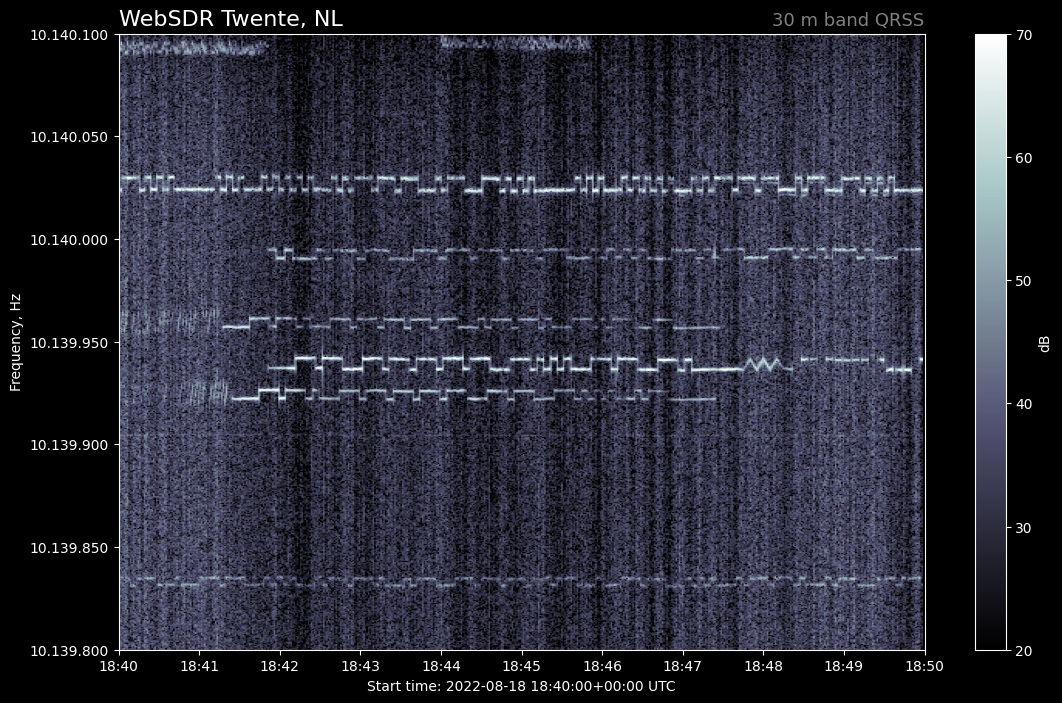 WebSDR Twente, NL
30 m band QRSS
10.140.100
10.140.050
10.140.000
10.139.950
10.139.900
10.139.850
10.139.800
Frequency, Hz
18:40 18:41 18:42 18:43 18:44 18:45 18:46 18:47 18:48 18:49 18:50
Start time: 2022-08-18 18:40:00+00:00 UTC
70
60
50
40
30
20
dB